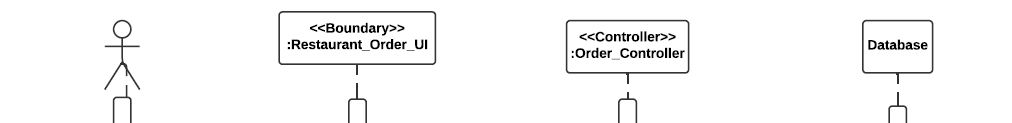 <<Boundary>>
:Restaurant_Order_UI
<<Controller>>
:Order_Controller
Database